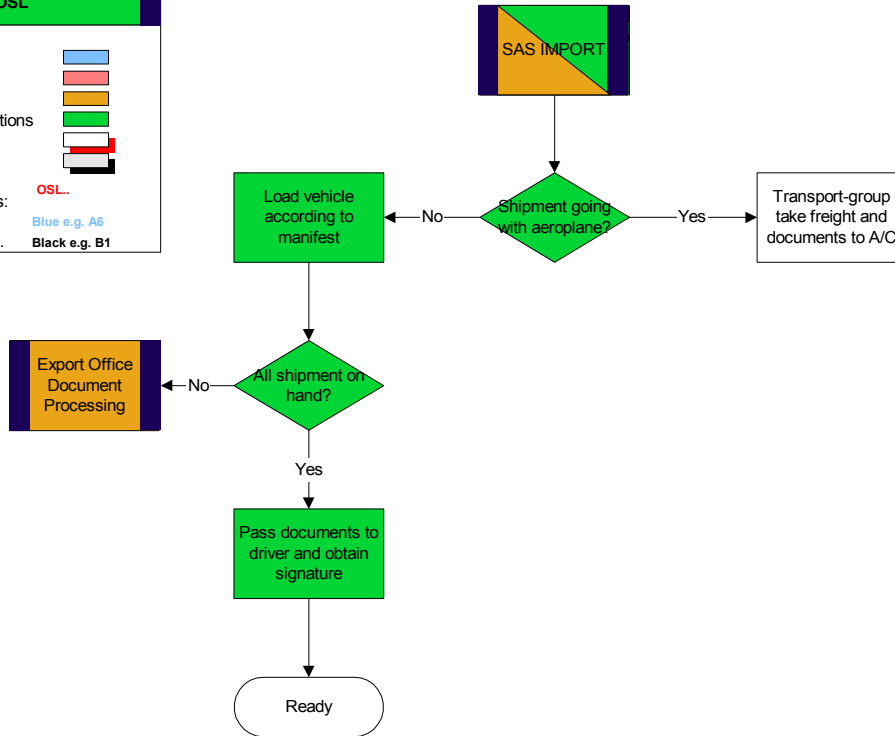 OSL
tions
OSL..
s:
Blue e.g. A6
.. Black e.g. B1
SAS IMPORT
Load vehicle
according to
manifest
No
Shipment going
with aeroplane?
Yes
Transport-group
take freight and
documents to A/C
Export Office
Document
Processing
No
All shipment on
hand?
Yes
Pass documents to
driver and obtain
signature
Ready